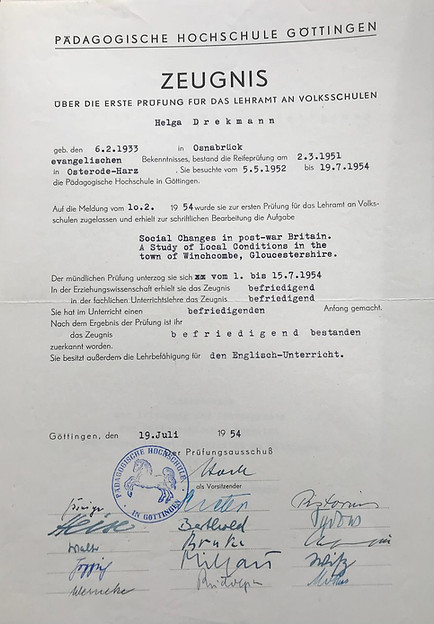 PÄDAGOGISCHE HOCHSCHULE GÖTTINGEN
ZEUGNIS
ÜBER DIE ERSTE PRÜFUNG FÜR DAS LEHRAMT AN VOLKSSCHULEN
Helga Drekmann
geb. den 6.2.1933 in Osnabrück
evangelischen Bekenntnisses, bestand die Reifeprüfung am 2.3.1951
in Osterode-Harz . Sie besuchte vom 5.5.1952 bis 19.7.1954
die Pädagogische Hochschule in Göttingen.
Auf die Meldung vom 10.2. 1954 wurde sie zur ersten Prüfung für das Lehramt an Volks-
schulen zugelassen und erhielt zur schriftlichen Bearbeitung die Aufgabe
Social Changes in post-war Britain.
A Study of Local Conditions in the
town of Winchcombe, Gloucestershire.
Der mündlichen Prüfung unterzog sie sich xx vom 1. bis 15.7.1954
In der Erziehungswissenschaft erhielt sie das Zeugnis befriedigend
in der fachlichen Unterrichtslehre das Zeugnis befriedigend
Sie hat im Unterricht einen befriedigenden Anfang gemacht.
Nach dem Ergebnis der Prüfung ist ihr
das Zeugnis befriedigend bestanden
zuerkannt worden.
Sie besitzt außerdem die Lehrbefähigung für den Englisch-Unterricht.
Göttingen, den 19.Juli 1954
Der Prüfungsausschuß
als Vorsitzender
PÄDAGOGISCHE HOCHSCHULE
IN GÖTTINGEN
Berthold